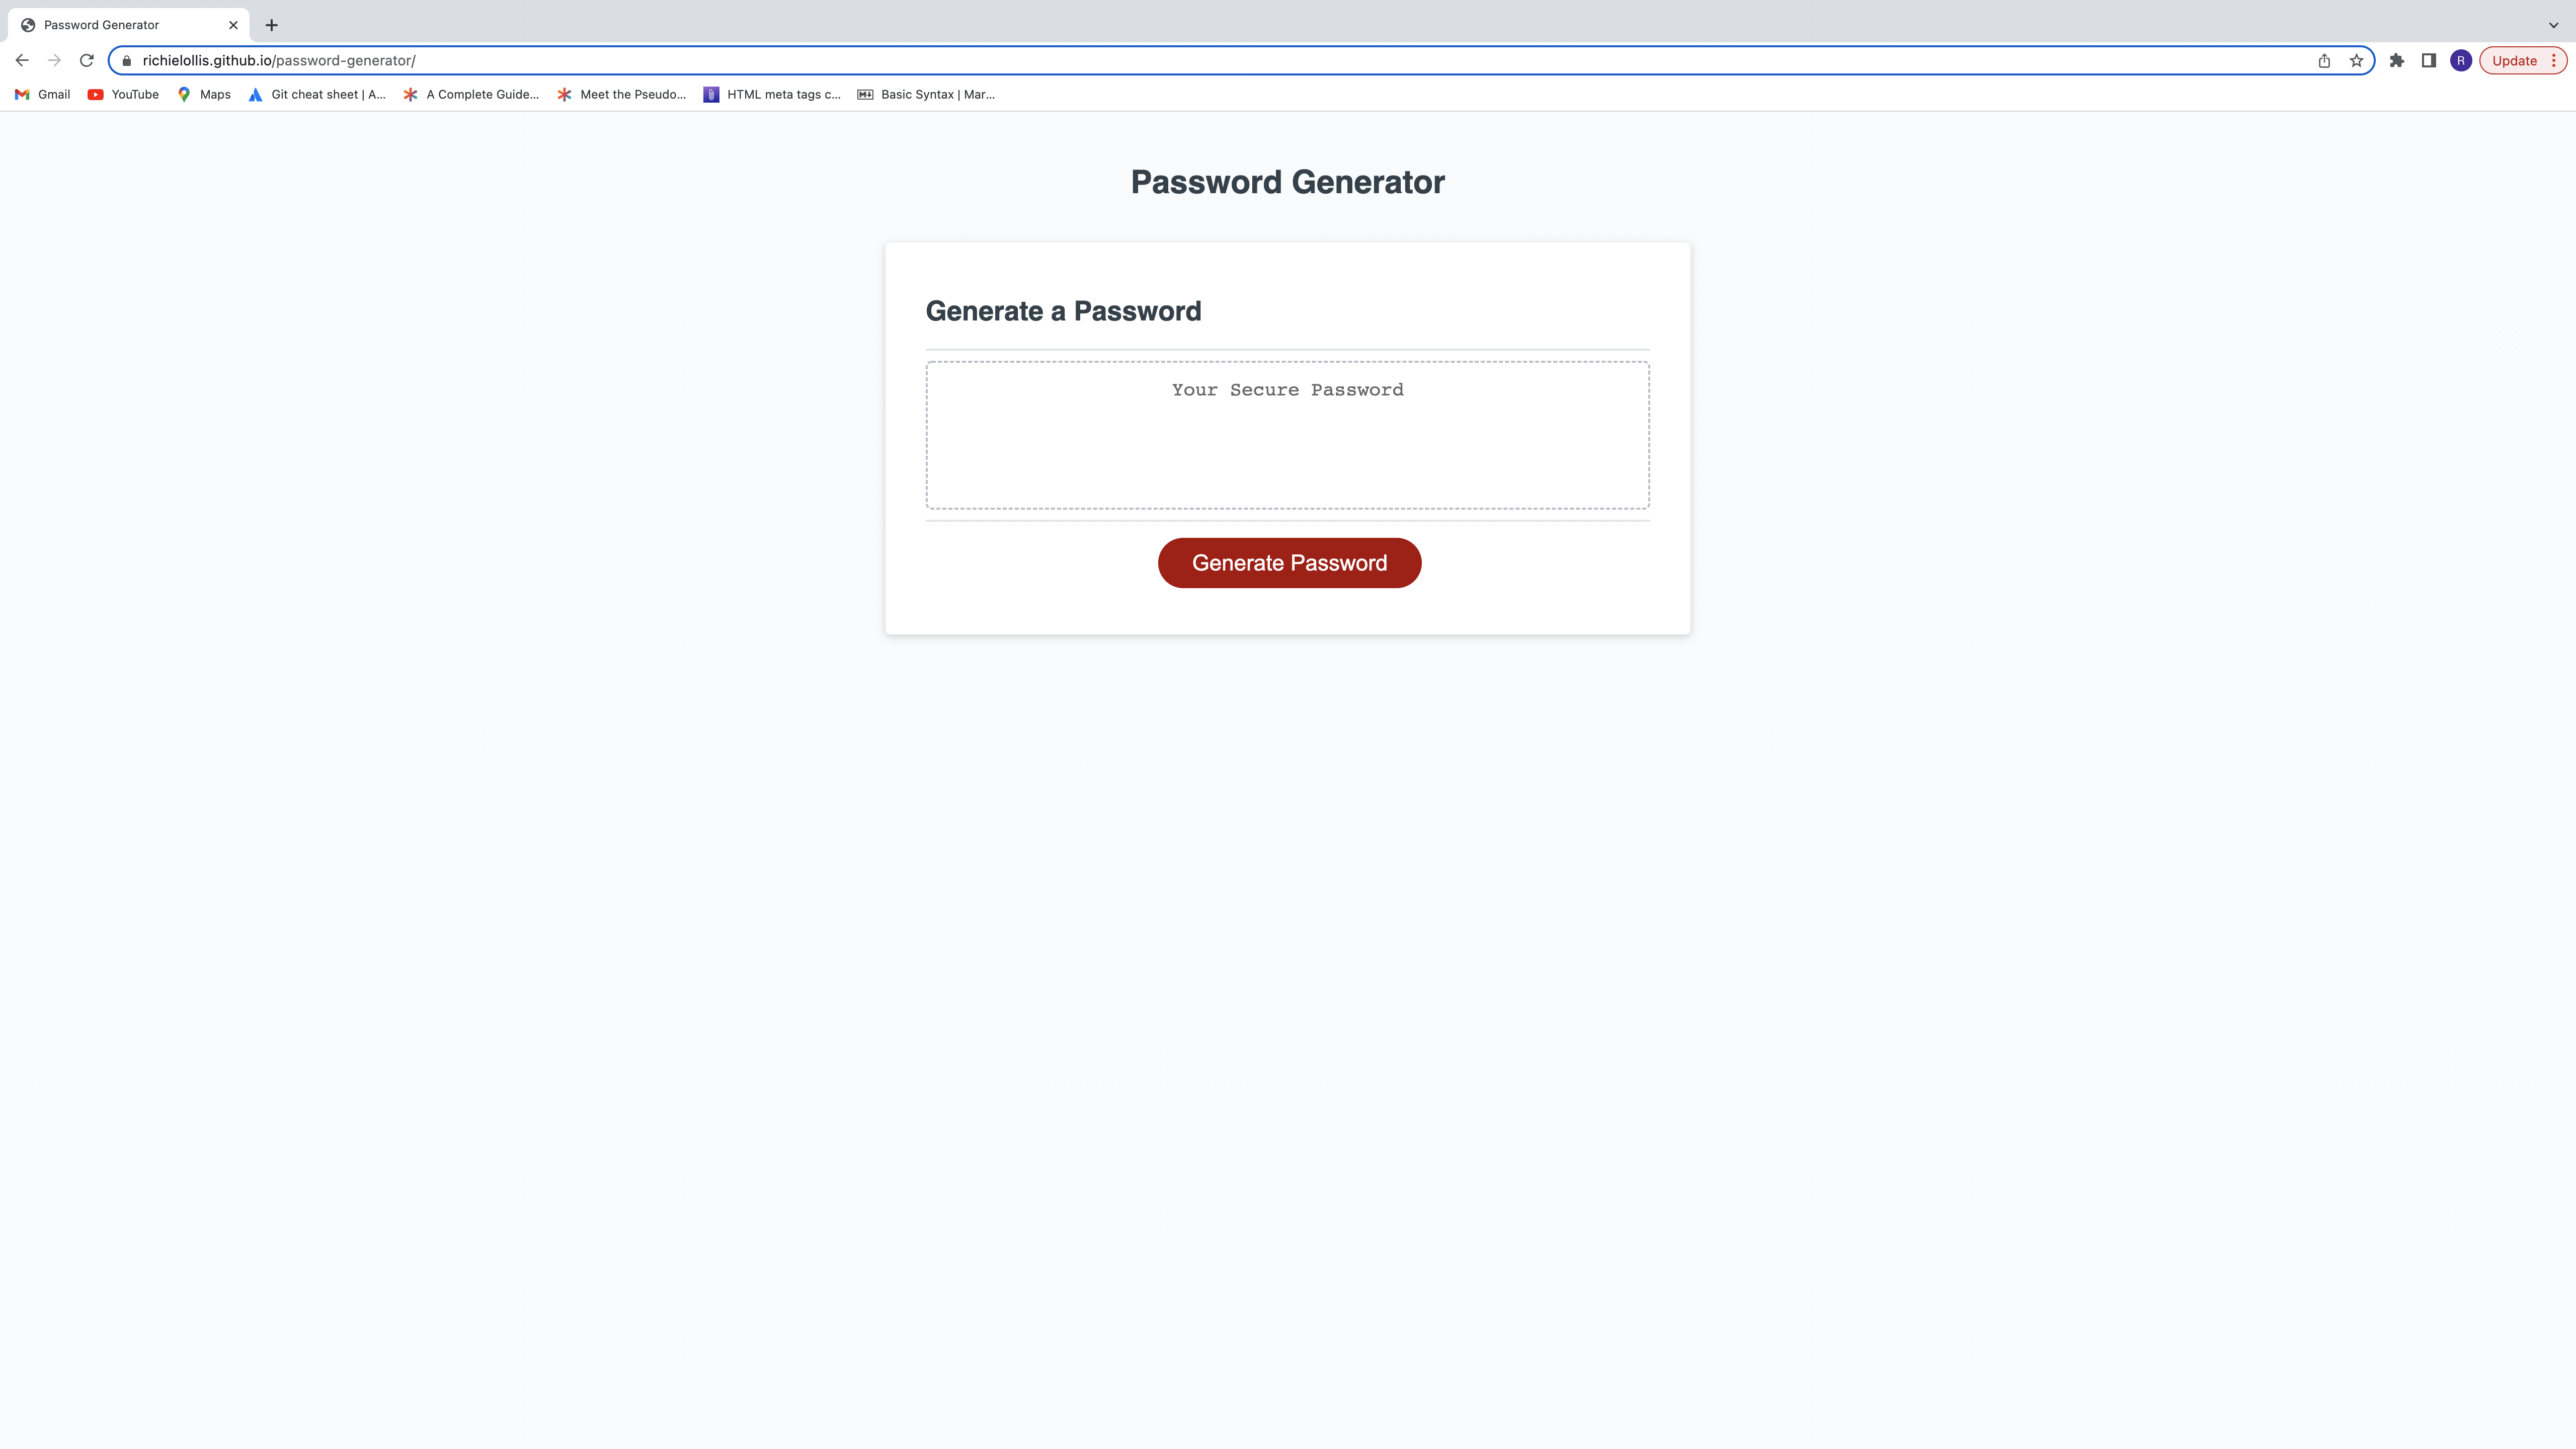 Password Generator
richielollis.github.io/password-generator/
R
Update
Gmail
YouTube
Maps
Git cheat sheet | A...
A Complete Guide...
Meet the Pseudo...
HTML meta tags c...
Basic Syntax | Mar...
Password Generator
Generate a Password
Your Secure Password
Generate Password